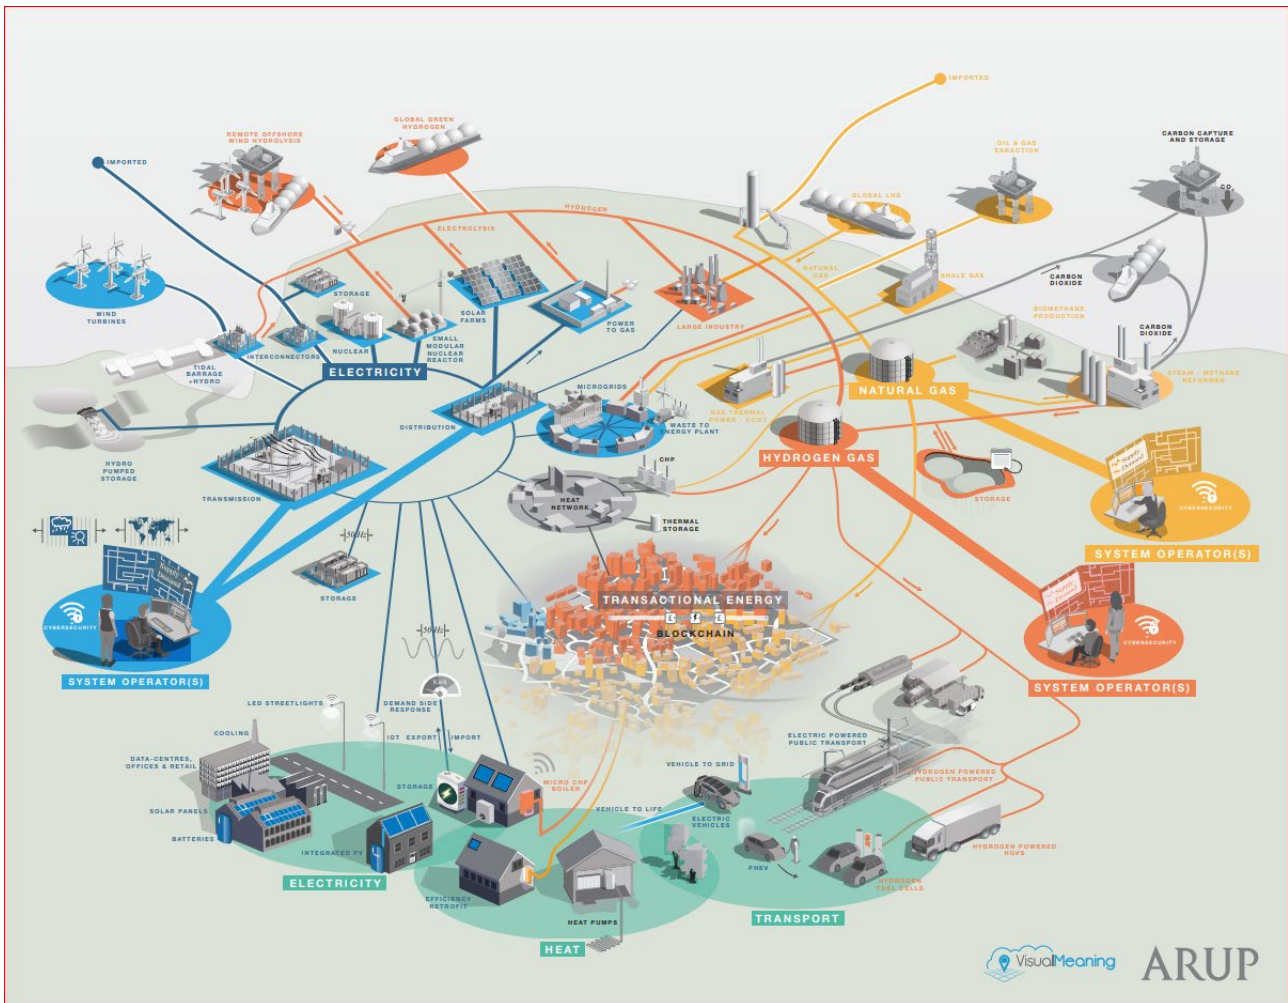 IMPORTED
GLOBAL GREEN
HYDROGEN
REMOTE OFFSHORE
WIND HYDROLYSIS
CARBON CAPTURE
AND STORAGE
OIL & GAS
EARACTION
IMPORTED
GLOBAL LNG
CO₂
HYDROGEN
ELECTROLYSIS
NATURAL
GAS
SHALE GAS
CARBON
DIOXIDE
WIND
TURBINES
STORAGE
SOLAR
FARMS
POWER
TO GAS
LARGE INDUSTRY
BIOMETHANE
PRODUCTION
CARBON
DIOXIDE
SMALL
MODULAR
NUCLEAR
REACTOR
INTERCONNECTORS
NUCLEAR
TIDAL
BARRAGE
+HYDRO
ELECTRICITY
STEAM - METHANE
REFORMER
MICROGRIDS
NATURAL GAS
GAS THERMAL
POWER - CCGT
DISTRIBUTION
WASTE TO
ENERGY PLANT
HYDROGEN GAS
CHP
HYDRO
PUMPED
STORAGE
TRANSMISSION
HEAT
NETWORK
STORAGE
THERMAL
STORAGE
Supply
Demand
CYBERSECURITY
SYSTEM OPERATOR(S)
50Hz
STORAGE
Supply
Demand
CYBERSECURITY
SYSTEM OPERATOR(S)
TRANSACTIONAL ENERGY
BLOCKCHAIN
CYBERSECURITY
SYSTEM OPERATOR(S)
50Hz
LED STREETLIGHTS
DEMAND SIDE
RESPONSE
IOT
EXPORT
IMPORT
COOLING
DATA-CENTRES,
OFFICES & RETAIL
STORAGE
MICRO CHP
BOILER
SOLAR PANELS
BATTERIES
INTEGRATED PV
ELECTRICITY
EFFICIENCY
RETROFIT
HEAT PUMPS
HEAT
ELECTRIC POWERED
PUBLIC TRANSPORT
VEHICLE TO GRID
HYDROGEN POWERED
PUBLIC TRANSPORT
VEHICLE TO LIFE
ELECTRIC
VEHICLES
PHEV
HYDROGEN POWERED
HGVS
HYDROGEN
FUEL CELLS
TRANSPORT
VisualMeaning
ARUP